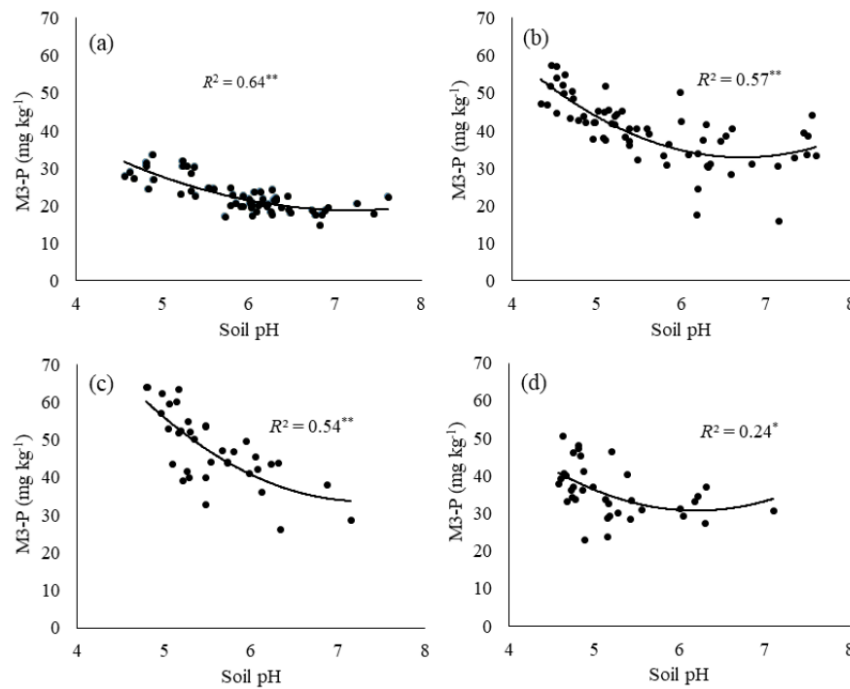 (a)
R² = 0.64**
M3-P (mg kg⁻¹)
70
60
50
40
30
20
10
0
4 5 6 7 8
Soil pH
(b)
R² = 0.57**
M3-P (mg kg⁻¹)
70
60
50
40
30
20
10
0
4 5 6 7 8
Soil pH
(c)
R² = 0.54**
M3-P (mg kg⁻¹)
70
60
50
40
30
20
10
0
4 5 6 7 8
Soil pH
(d)
R² = 0.24*
M3-P (mg kg⁻¹)
70
60
50
40
30
20
10
0
4 5 6 7 8
Soil pH